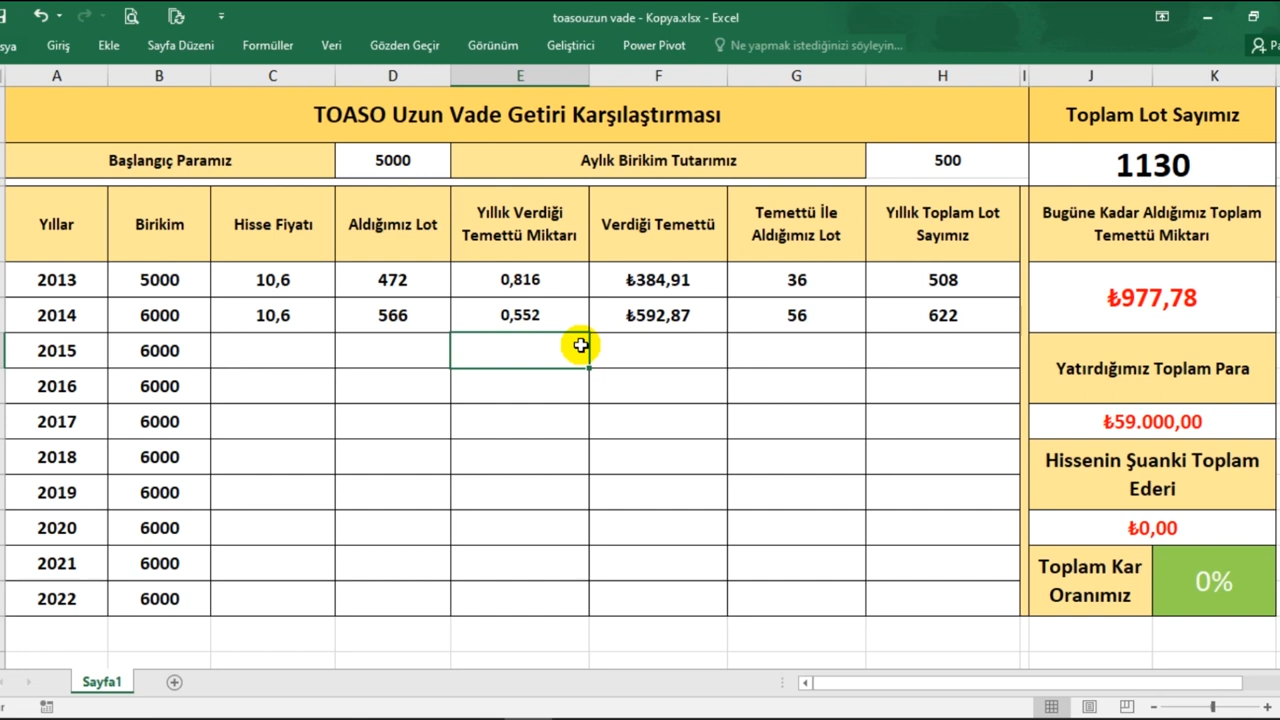 toasouzun vade - Kopya.xlsx - Excel
sya Giriş Ekle Sayfa Düzeni Formüller Veri Gözden Geçir Görünüm Geliştirici Power Pivot Ne yapmak istediğinizi söyleyin...
A B C D E F G H I J K
TOASO Uzun Vade Getiri Karşılaştırması
Toplam Lot Sayımız
Başlangıç Paramız 5000 Aylık Birikim Tutarımız 500
1130
Yıllar Birikim Hisse Fiyatı Aldığımız Lot Yıllık Verdiği Temettü Miktarı Verdiği Temettü Temettü İle Aldığımız Lot Yıllık Toplam Lot Sayımız
Bugüne Kadar Aldığımız Toplam
Temettü Miktarı
2013 5000 10,6 472 0,816 ₺384,91 36 508
₺977,78
2014 6000 10,6 566 0,552 ₺592,87 56 622
2015 6000
Yatırdığımız Toplam Para
2016 6000
2017 6000
₺59.000,00
2018 6000
Hissenin Şuanki Toplam
Ederi
2019 6000
2020 6000
₺0,00
2021 6000
Toplam Kar
Oranımız
0%
2022 6000
Sayfa1